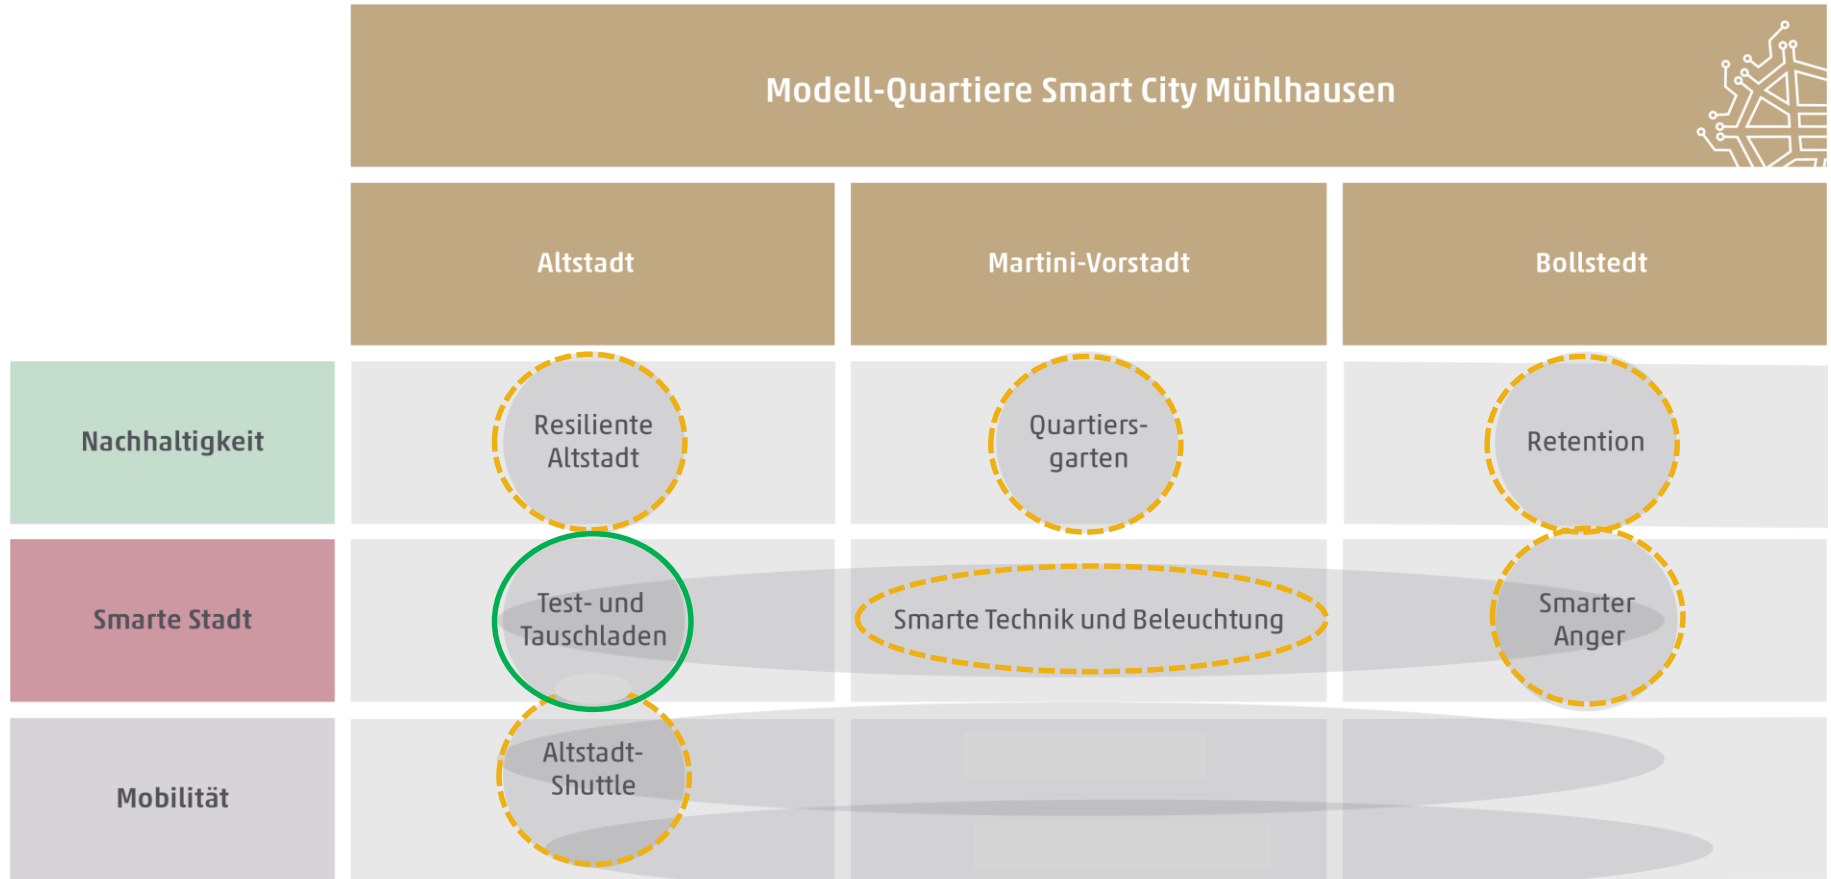 Modell-Quartiere Smart City Mühlhausen
Altstadt
Martini-Vorstadt
Bollstedt
Nachhaltigkeit
Resiliente
Altstadt
Quartiers-
garten
Retention
Smarte Stadt
Test- und
Tauschladen
Smarte Technik und Beleuchtung
Smarter
Anger
Mobilität
Altstadt-
Shuttle